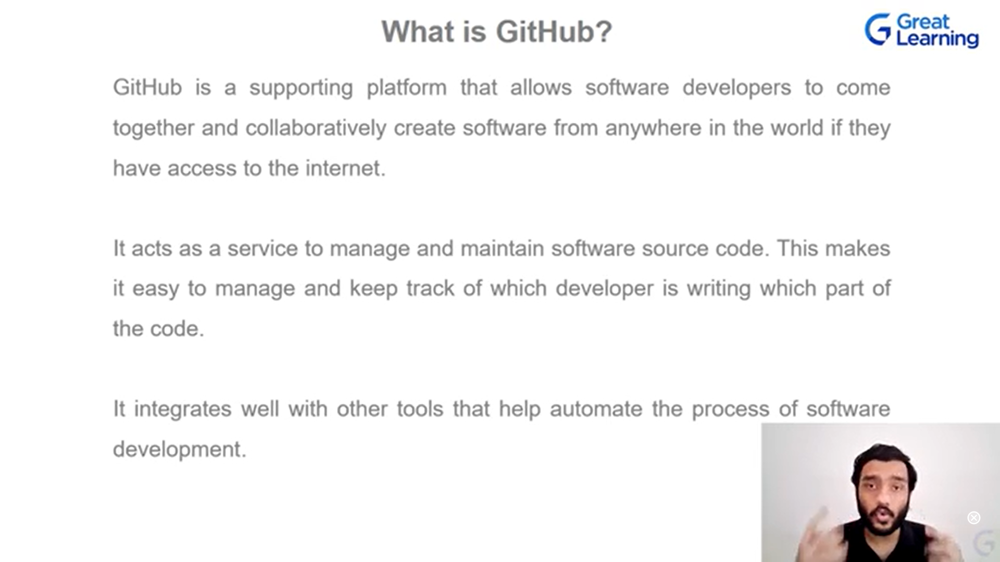 What is GitHub?
Great
Learning
GitHub is a supporting platform that allows software developers to come
together and collaboratively create software from anywhere in the world if they
have access to the internet.
It acts as a service to manage and maintain software source code. This makes
it easy to manage and keep track of which developer is writing which part of
the code.
It integrates well with other tools that help automate the process of software
development.